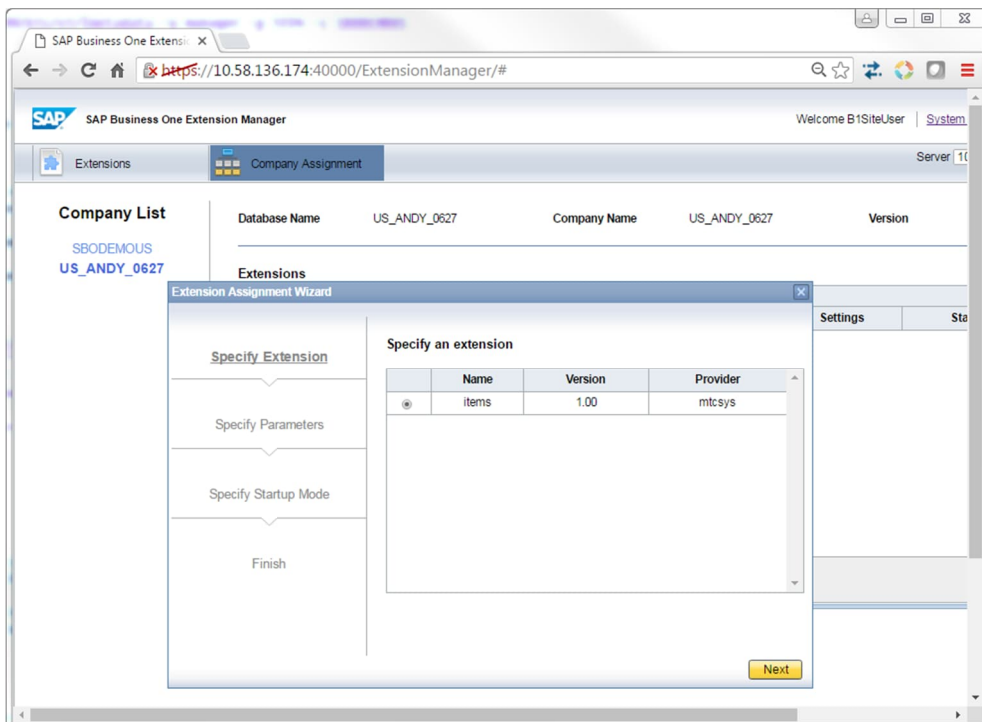 SAP Business One Extensi
https://10.58.136.174:40000/ExtensionManager/#
SAP SAP Business One Extension Manager Welcome B1SiteUser System
Extensions Company Assignment Server 10
Company List Database Name US_ANDY_0627 Company Name US_ANDY_0627 Version
SBODEMOUS
US_ANDY_0627
Extensions
Extension Assignment Wizard
Settings Sta
Specify Extension
Specify Parameters
Specify Startup Mode
Finish
Specify an extension
Name Version Provider
items 1.00 mtcsys
Next